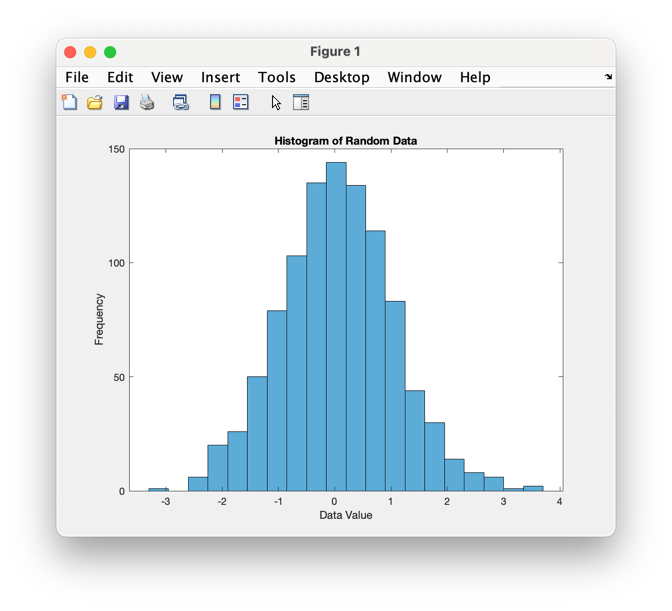 Figure 1
File Edit View Insert Tools Desktop Window Help
Histogram of Random Data
150
100
50
0
Frequency
-3 -2 -1 0 1 2 3 4
Data Value